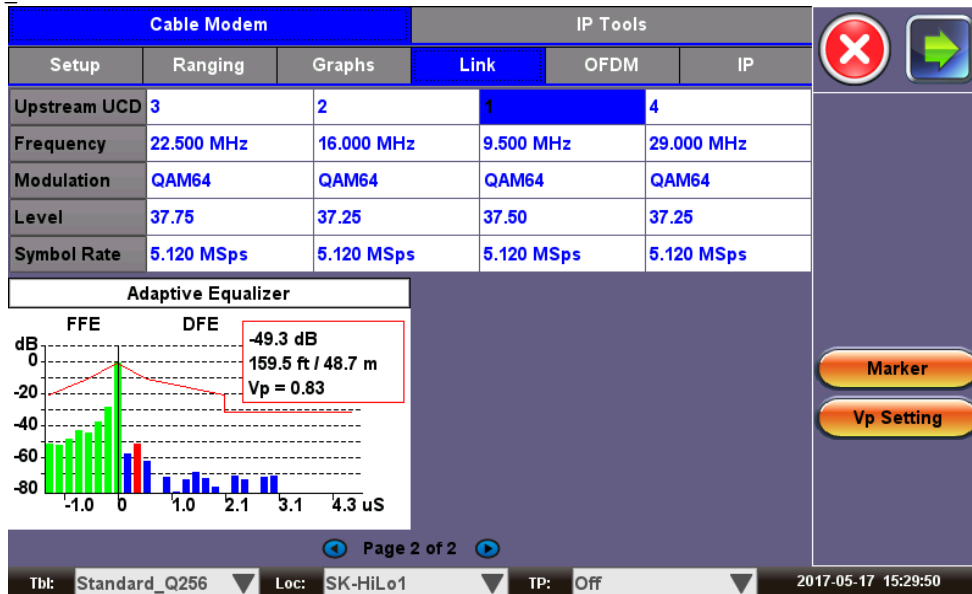 Cable Modem IP Tools
Setup Ranging Graphs Link OFDM IP
Upstream UCD 3 2 1 4
Frequency 22.500 MHz 16.000 MHz 9.500 MHz 29.000 MHz
Modulation QAM64 QAM64 QAM64 QAM64
Level 37.75 37.25 37.50 37.25
Symbol Rate 5.120 MSps 5.120 MSps 5.120 MSps 5.120 MSps
Adaptive Equalizer
FFE DFE
-49.3 dB
159.5 ft / 48.7 m
Vp = 0.83
dB
0
-20
-40
-60
-80
-1.0 0 1.0 2.1 3.1 4.3 uS
Marker
Vp Setting
Page 2 of 2
Tbl: Standard_Q256 Loc: SK-HiLo1 TP: Off 2017-05-17 15:29:50